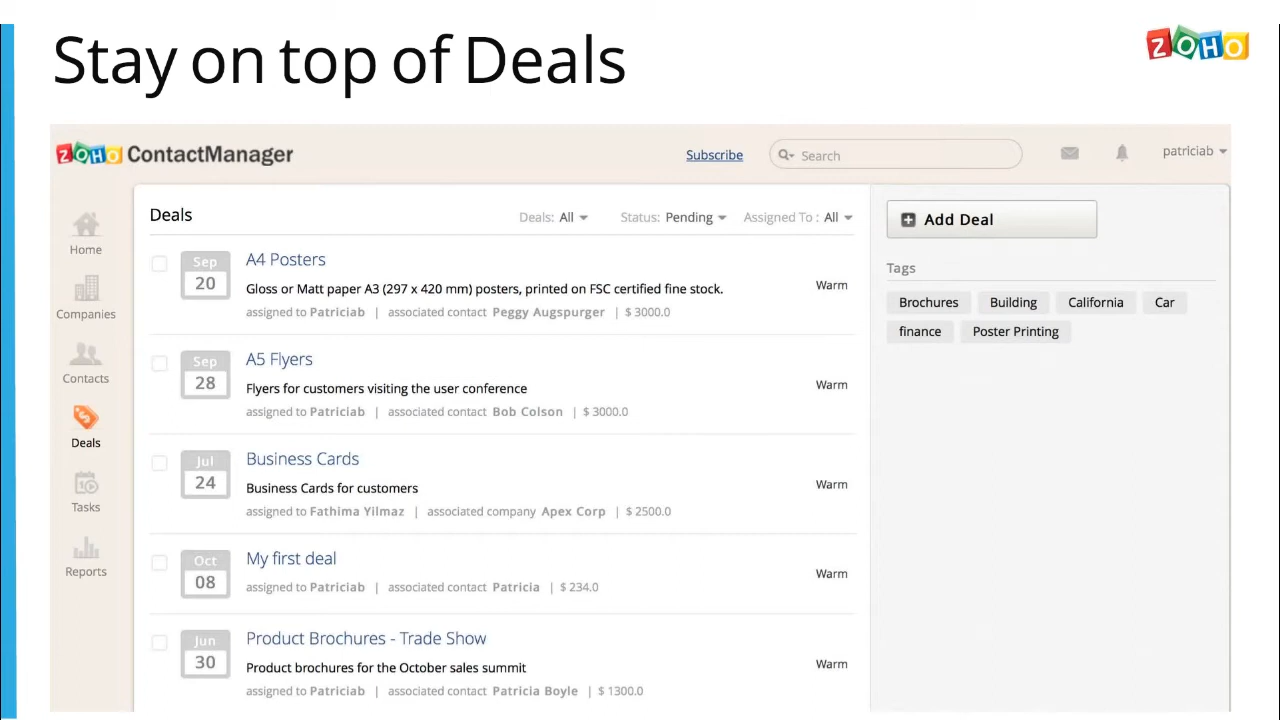 Stay on top of Deals
ZOHO
ZOHO ContactManager
Subscribe
Search
patriciab
Home
Companies
Contacts
Deals
Tasks
Reports
Deals
Deals: All
Status: Pending
Assigned To : All
Sep
20
A4 Posters
Gloss or Matt paper A3 (297 x 420 mm) posters, printed on FSC certified fine stock.
assigned to Patriciab | associated contact Peggy Augspurger | $ 3000.0
Warm
Sep
28
A5 Flyers
Flyers for customers visiting the user conference
assigned to Patriciab | associated contact Bob Colson | $ 3000.0
Warm
Jul
24
Business Cards
Business Cards for customers
assigned to Fathima Yilmaz | associated company Apex Corp | $ 2500.0
Warm
Oct
08
My first deal
assigned to Patriciab | associated contact Patricia | $ 234.0
Warm
Jun
30
Product Brochures - Trade Show
Product brochures for the October sales summit
assigned to Patriciab | associated contact Patricia Boyle | $ 1300.0
Warm
Add Deal
Tags
Brochures Building California Car
finance Poster Printing